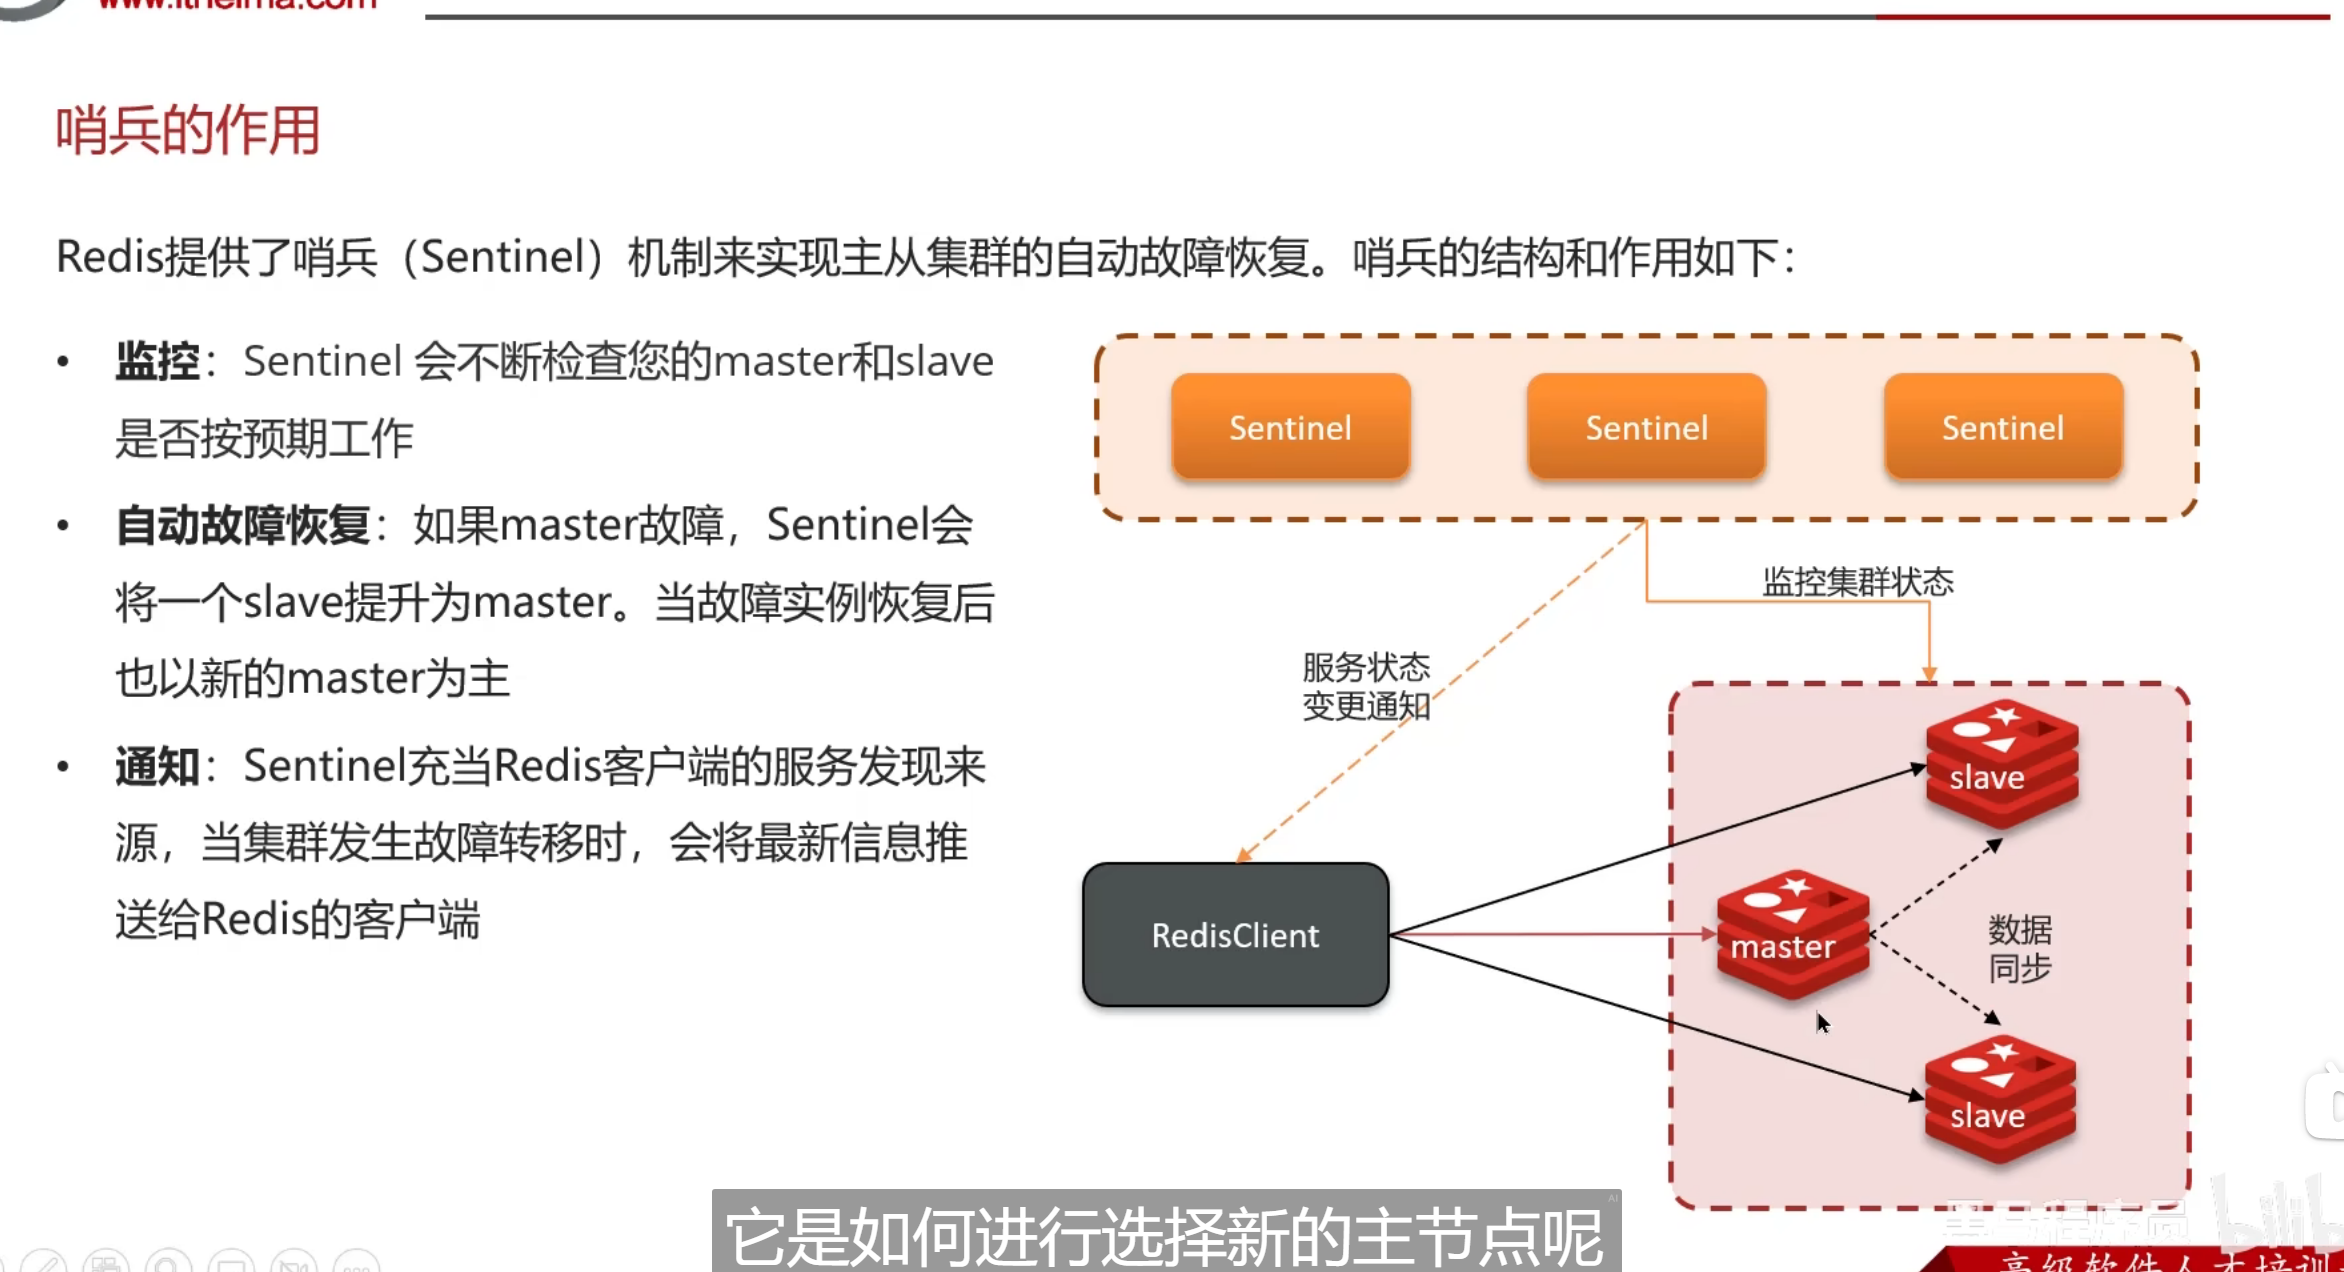 www.itheima.com
哨兵的作用
Redis提供了哨兵（Sentinel）机制来实现主从集群的自动故障恢复。哨兵的结构和作用如下：
• 监控：Sentinel 会不断检查您的master和slave
是否按预期工作
• 自动故障恢复：如果master故障，Sentinel会
将一个slave提升为master。当故障实例恢复后
也以新的master为主
• 通知：Sentinel充当Redis客户端的服务发现来
源，当集群发生故障转移时，会将最新信息推
送给Redis的客户端
Sentinel
Sentinel
Sentinel
监控集群状态
服务状态
变更通知
slave
RedisClient
master
数据
同步
slave
它是如何进行选择新的主节点呢
AI
黑马程序员
bilibili
高级软件人才培训